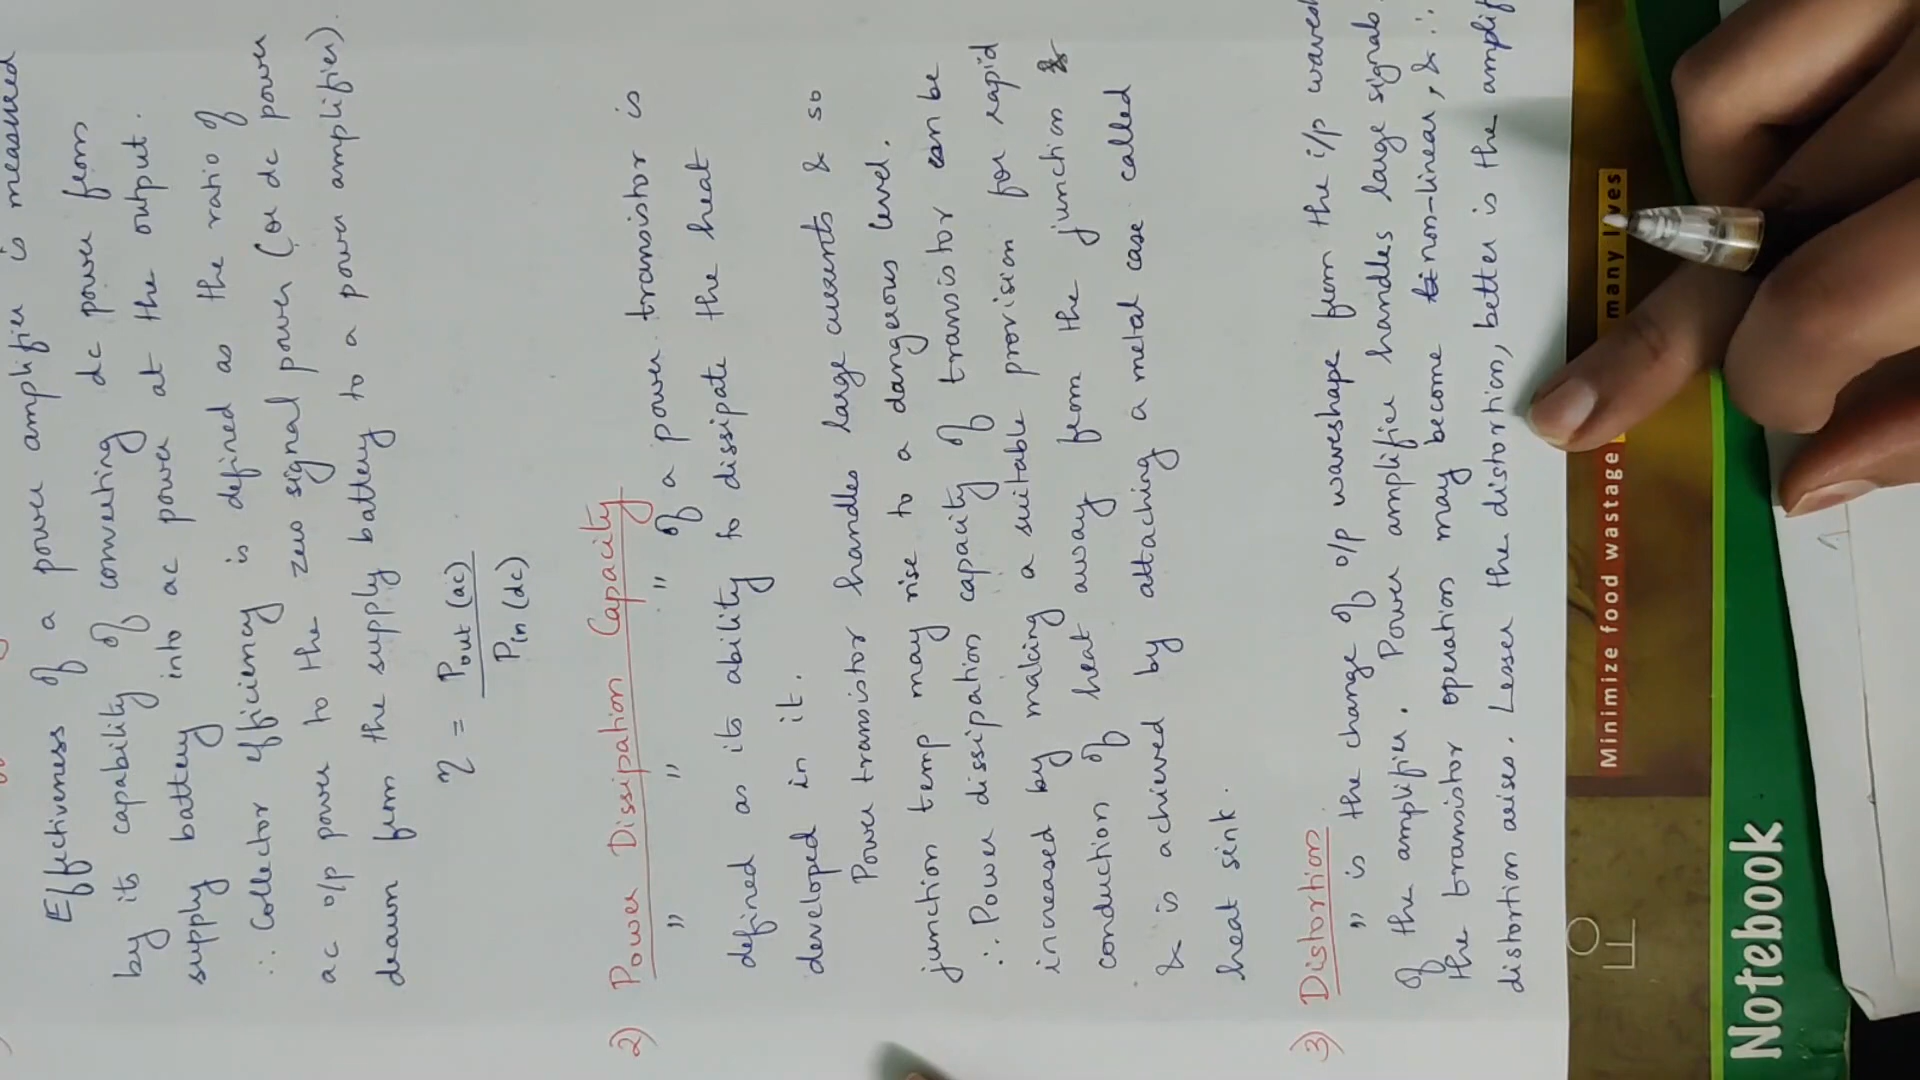 Effectiveness of a power amplifier is measured
by its capability of converting dc power from
supply battery into ac power at the output.
∴ Collector efficiency is defined as the ratio of
ac o/p power to the zero signal power (or dc power
drawn from the supply battery to a power amplifier).
η = Pout (ac) / Pin (dc)
2) Power Dissipation Capacity
" " " of a power transistor is
defined as its ability to dissipate the heat
developed in it.
Power transistor handles large currents & so
junction temp may rise to a dangerous level.
∴ Power dissipation capacity of transistor can be
increased by making a suitable provision for rapid
conduction of heat away from the junction &
& is achieved by attaching a metal case called
heat sink.
3) Distortion
" is the change of o/p waveshape from the i/p
of the amplifier. Power amplifier handles large signals.
the transistor operation may become non-linear, & ∴
distortion arises. Lesser the distortion, better is the
Minimize food wastage many lives
Notebook